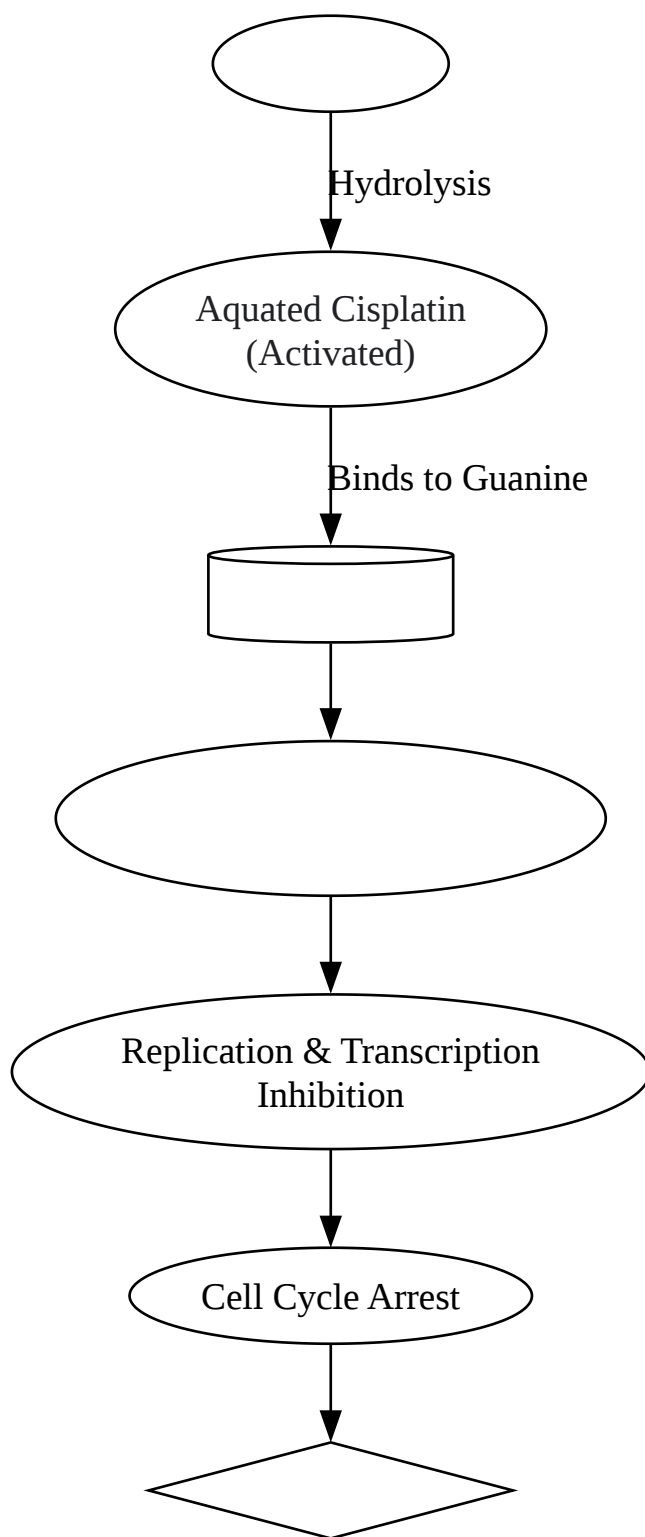 Hydrolysis
Aquated Cisplatin
(Activated)
Binds to Guanine
Replication & Transcription
Inhibition
Cell Cycle Arrest